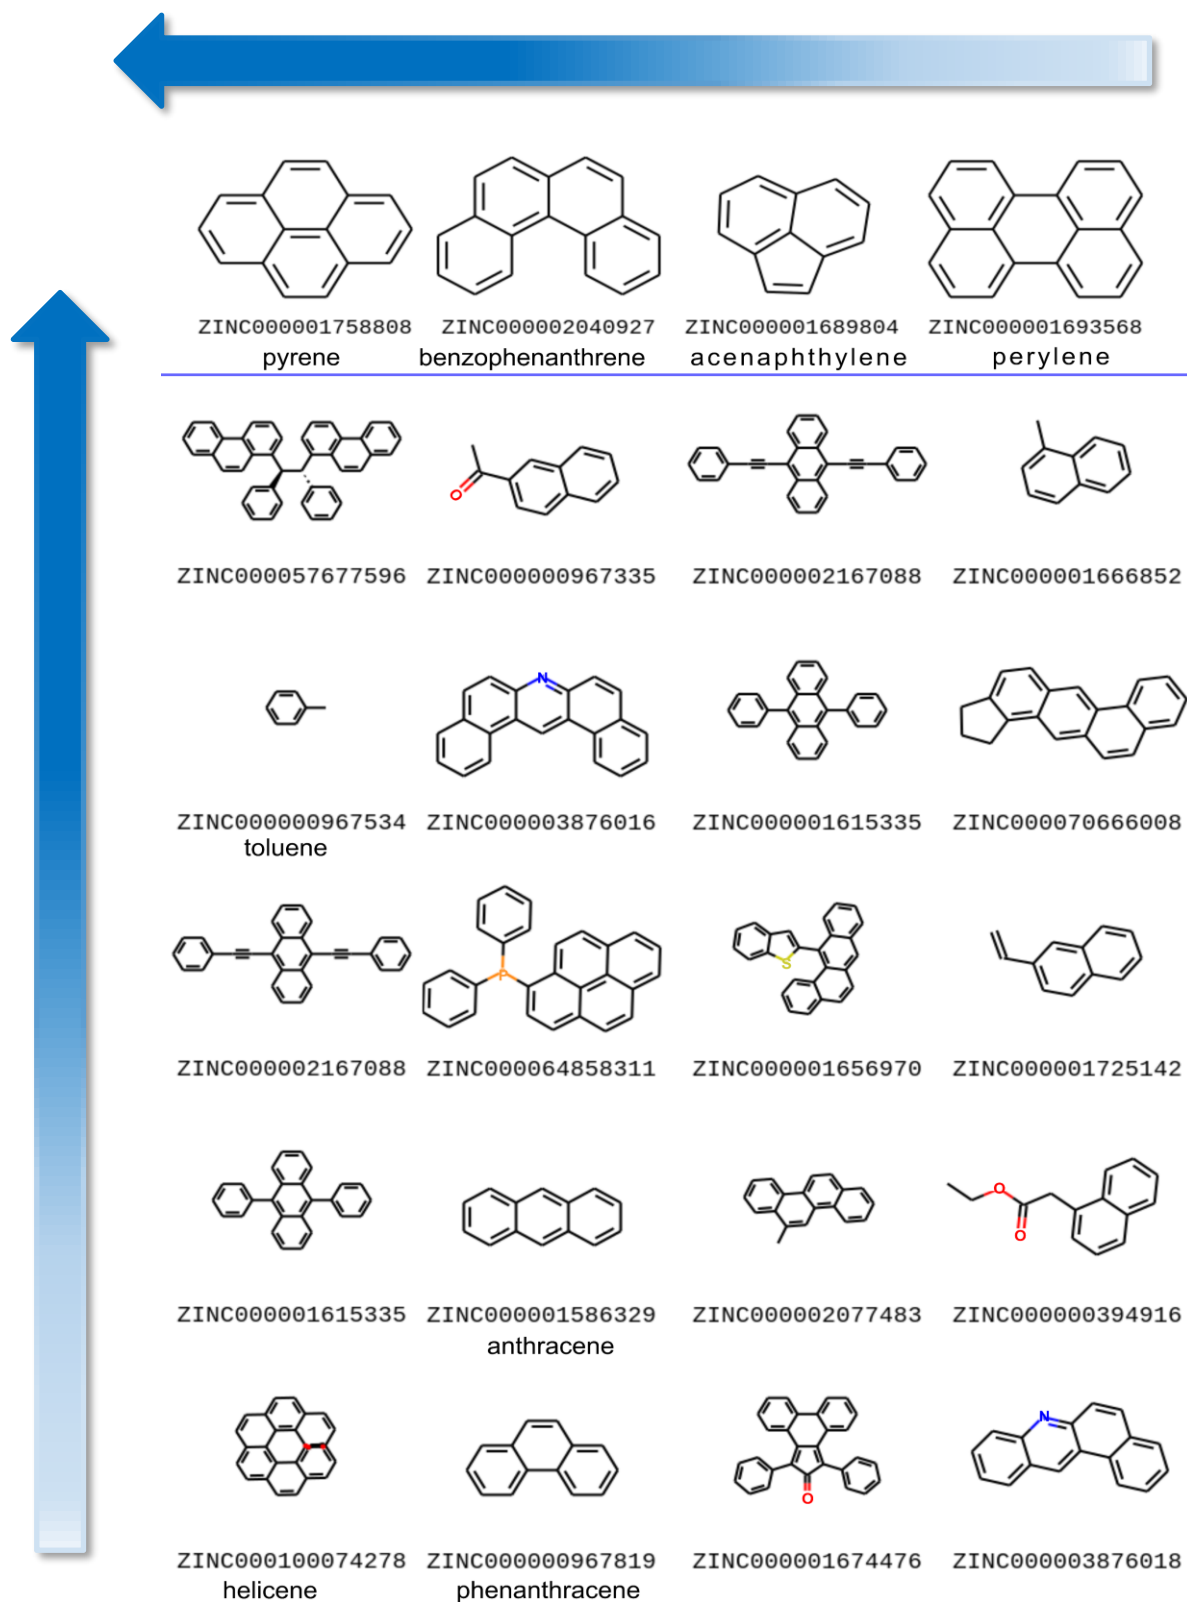 ZINC000001758808 ZINC000002040927 ZINC000001689804 ZINC000001693568
pyrene benzophenanthrene acenaphthylene perylene
O
ZINC000057677596 ZINC000000967335 ZINC000002167088 ZINC000001666852
N
ZINC000000967534 ZINC000003876016 ZINC000001615335 ZINC000070666008
toluene
P S
ZINC000002167088 ZINC000064858311 ZINC000001656970 ZINC000001725142
O
O
ZINC000001615335 ZINC000001586329 ZINC000002077483 ZINC000000394916
anthracene
N
O
ZINC000100074278 ZINC000000967819 ZINC000001674476 ZINC000003876018
helicene phenanthracene